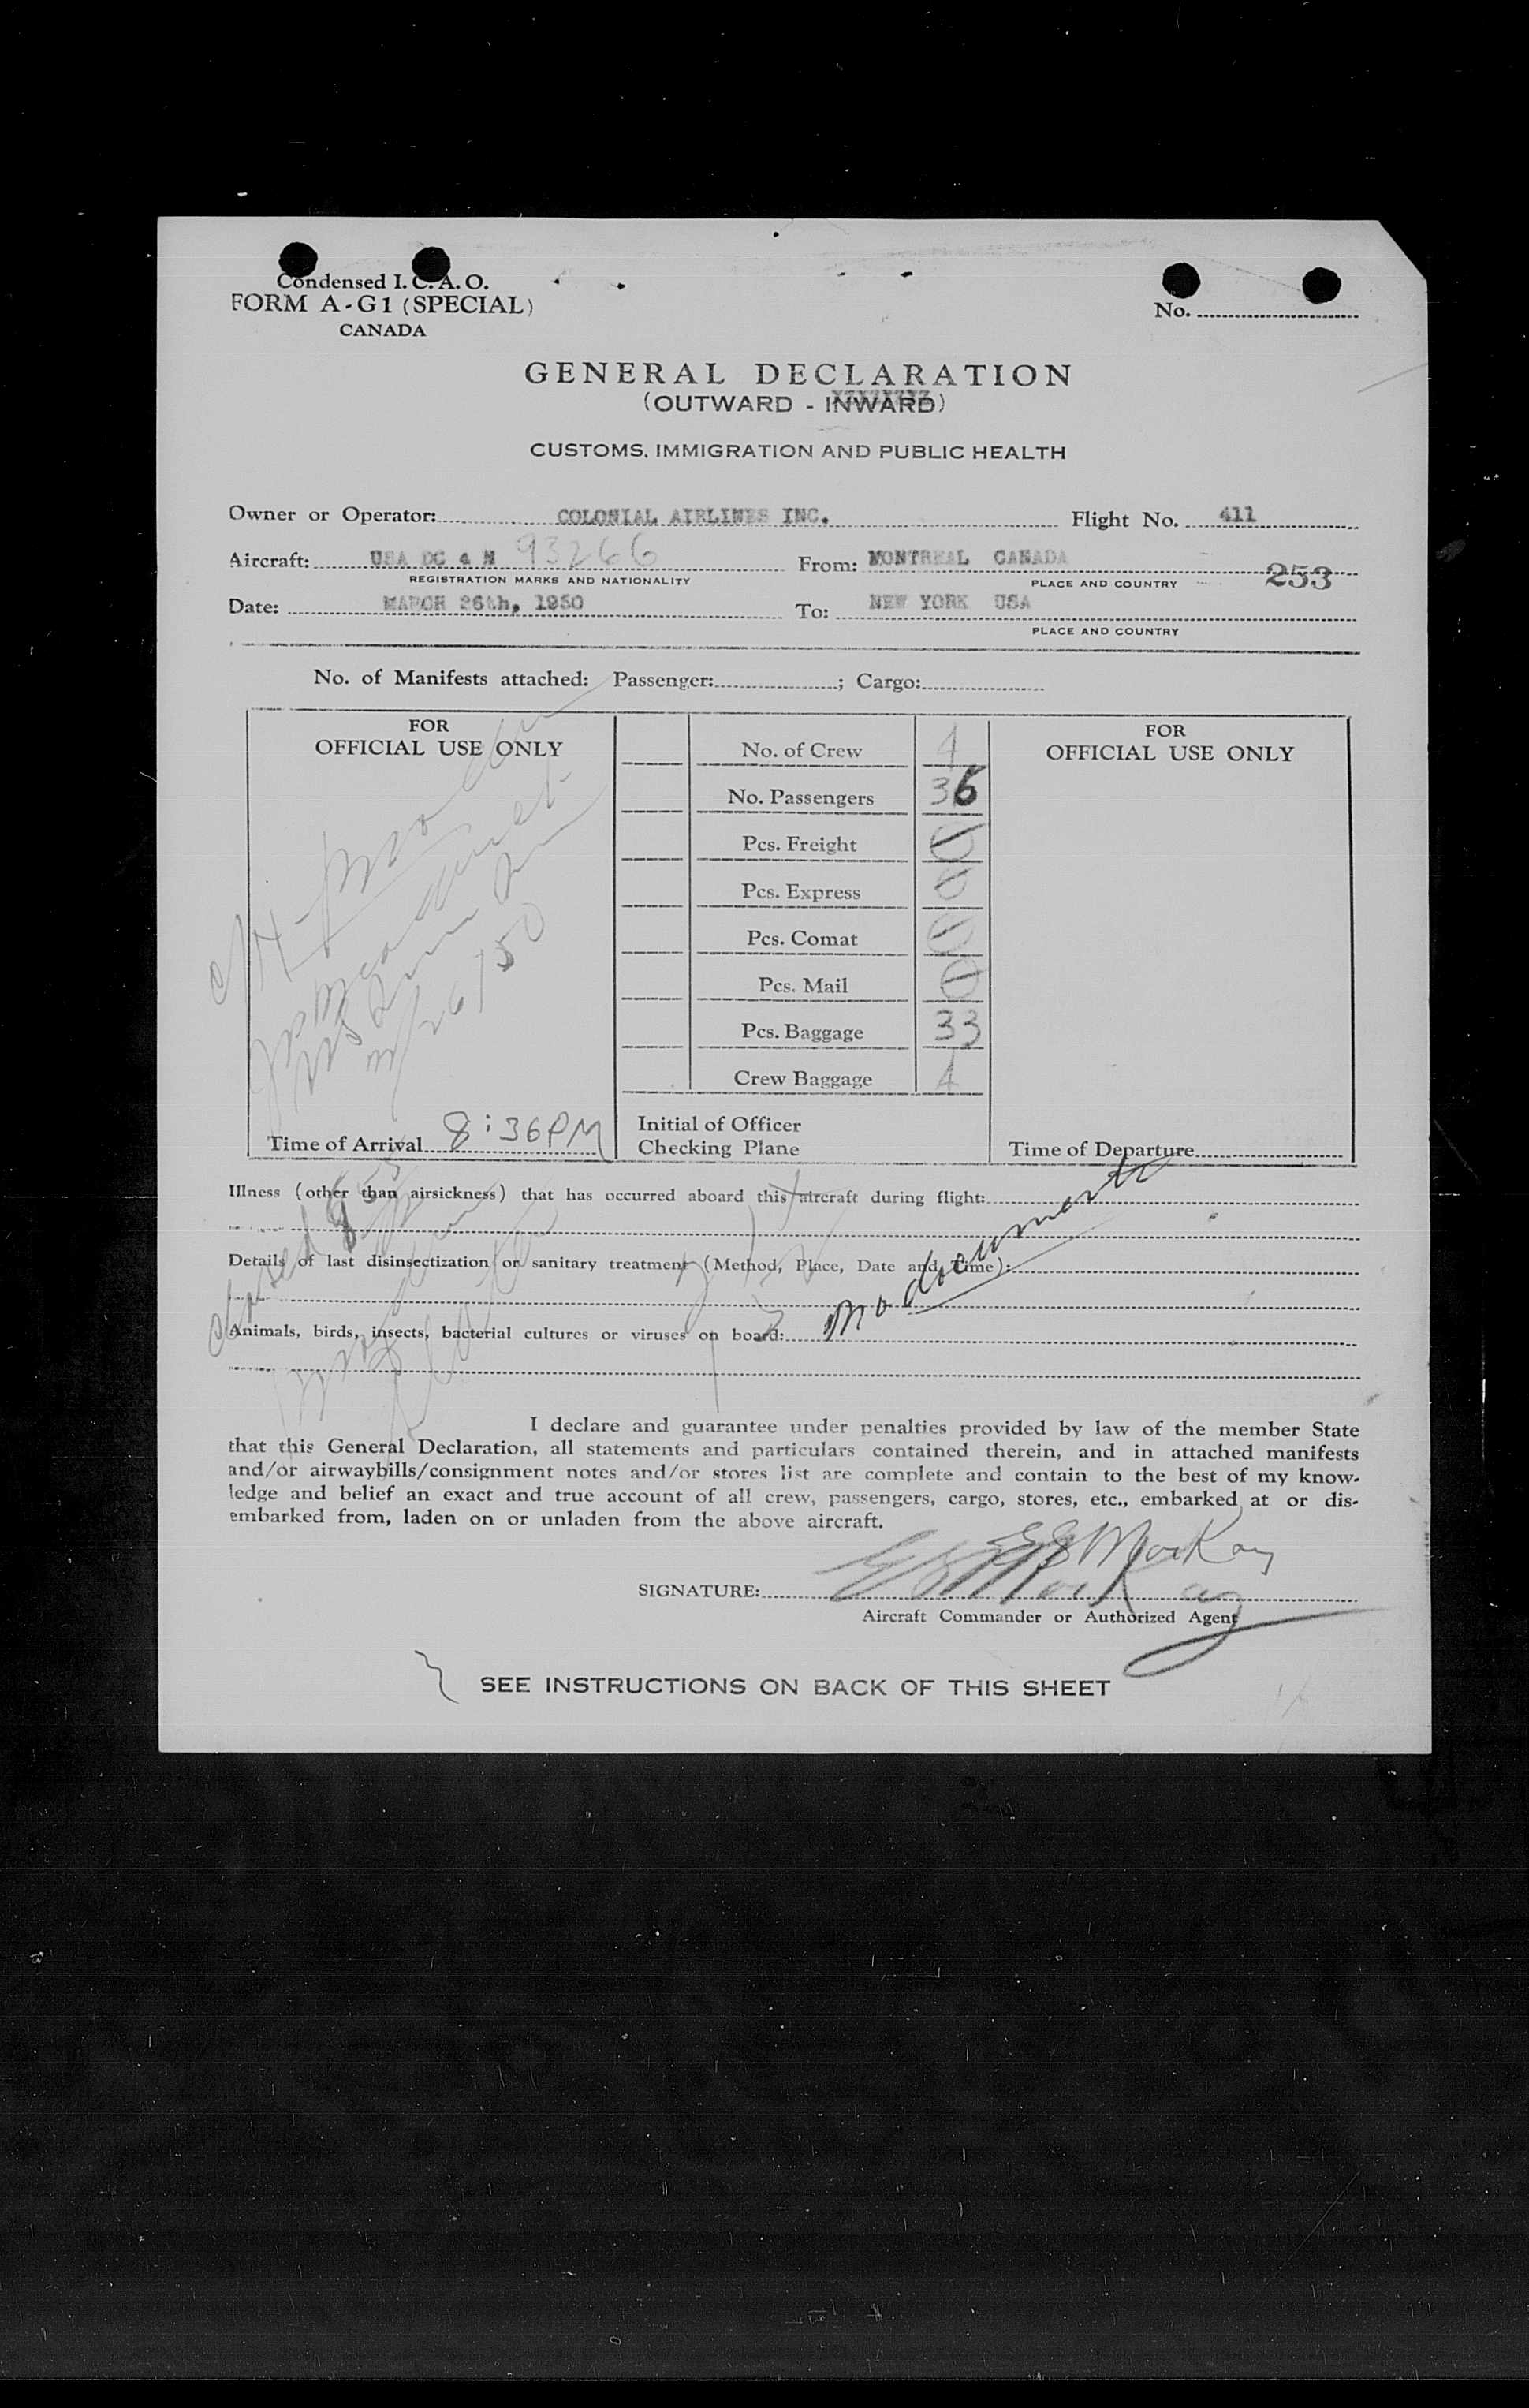 Condensed I. C. A. O.
FORM A-G1 (SPECIAL)
CANADA
No.
GENERAL DECLARATION
(OUTWARD - INWARD)
CUSTOMS, IMMIGRATION AND PUBLIC HEALTH
Owner or Operator: COLONIAL AIRLINES INC. Flight No. 411
Aircraft: USA DC 4 N 93266 From: MONTREAL CANADA
REGISTRATION MARKS AND NATIONALITY PLACE AND COUNTRY 253
Date: MARCH 26th, 1950 To: NEW YORK USA
PLACE AND COUNTRY
No. of Manifests attached: Passenger: ; Cargo:
FOR
OFFICIAL USE ONLY
No. of Crew 4
No. Passengers 36
Pcs. Freight 0
Pcs. Express 0
Pcs. Comat 0
Pcs. Mail 0
Pcs. Baggage 33
Crew Baggage 4
FOR
OFFICIAL USE ONLY
26/50
Time of Arrival 8:36PM
Initial of Officer
Checking Plane
Time of Departure
Illness (other than airsickness) that has occurred aboard this aircraft during flight:
Details of last disinsectization or sanitary treatment (Method, Place, Date and Time):
no documents
Animals, birds, insects, bacterial cultures or viruses on board:
I declare and guarantee under penalties provided by law of the member State
that this General Declaration, all statements and particulars contained therein, and in attached manifests
and/or airwaybills/consignment notes and/or stores list are complete and contain to the best of my know-
ledge and belief an exact and true account of all crew, passengers, cargo, stores, etc., embarked at or dis-
embarked from, laden on or unladen from the above aircraft.
E S MacKay
SIGNATURE: E S MacKay
Aircraft Commander or Authorized Agent
SEE INSTRUCTIONS ON BACK OF THIS SHEET